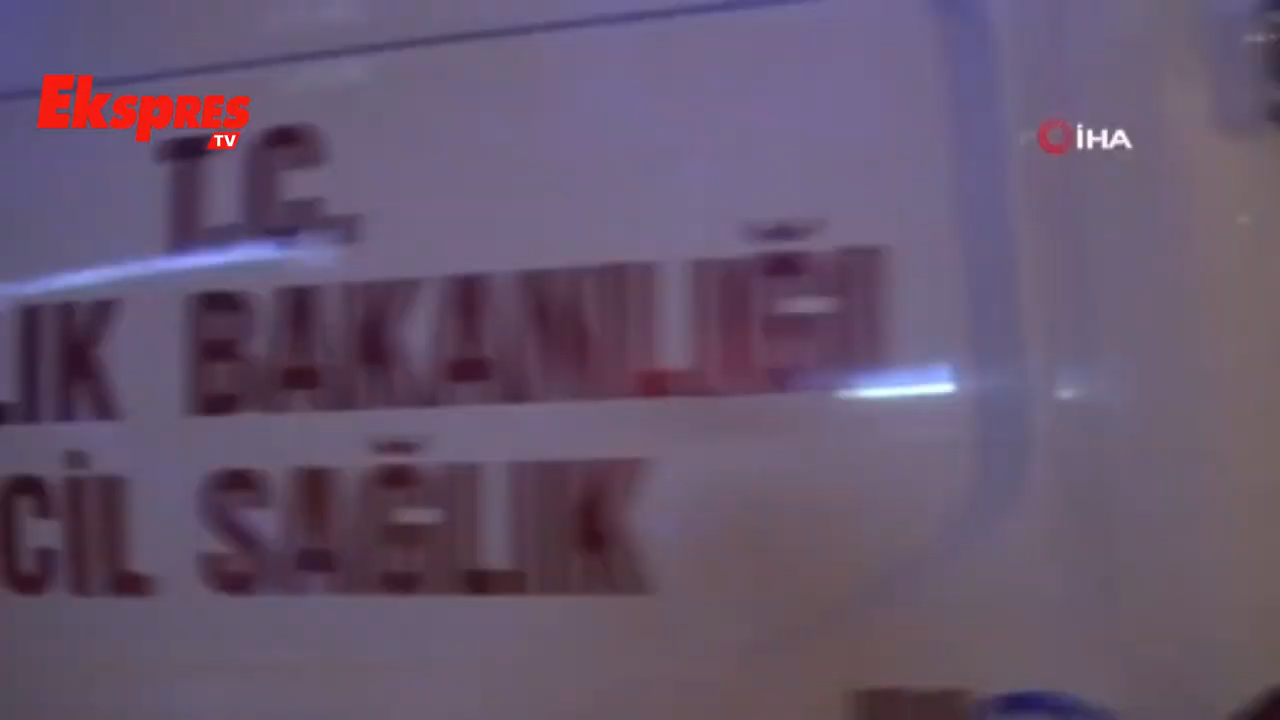 Ekspres
TV
İHA
T.C.
LIK BAKANLIĞI
CİL SAĞLIK